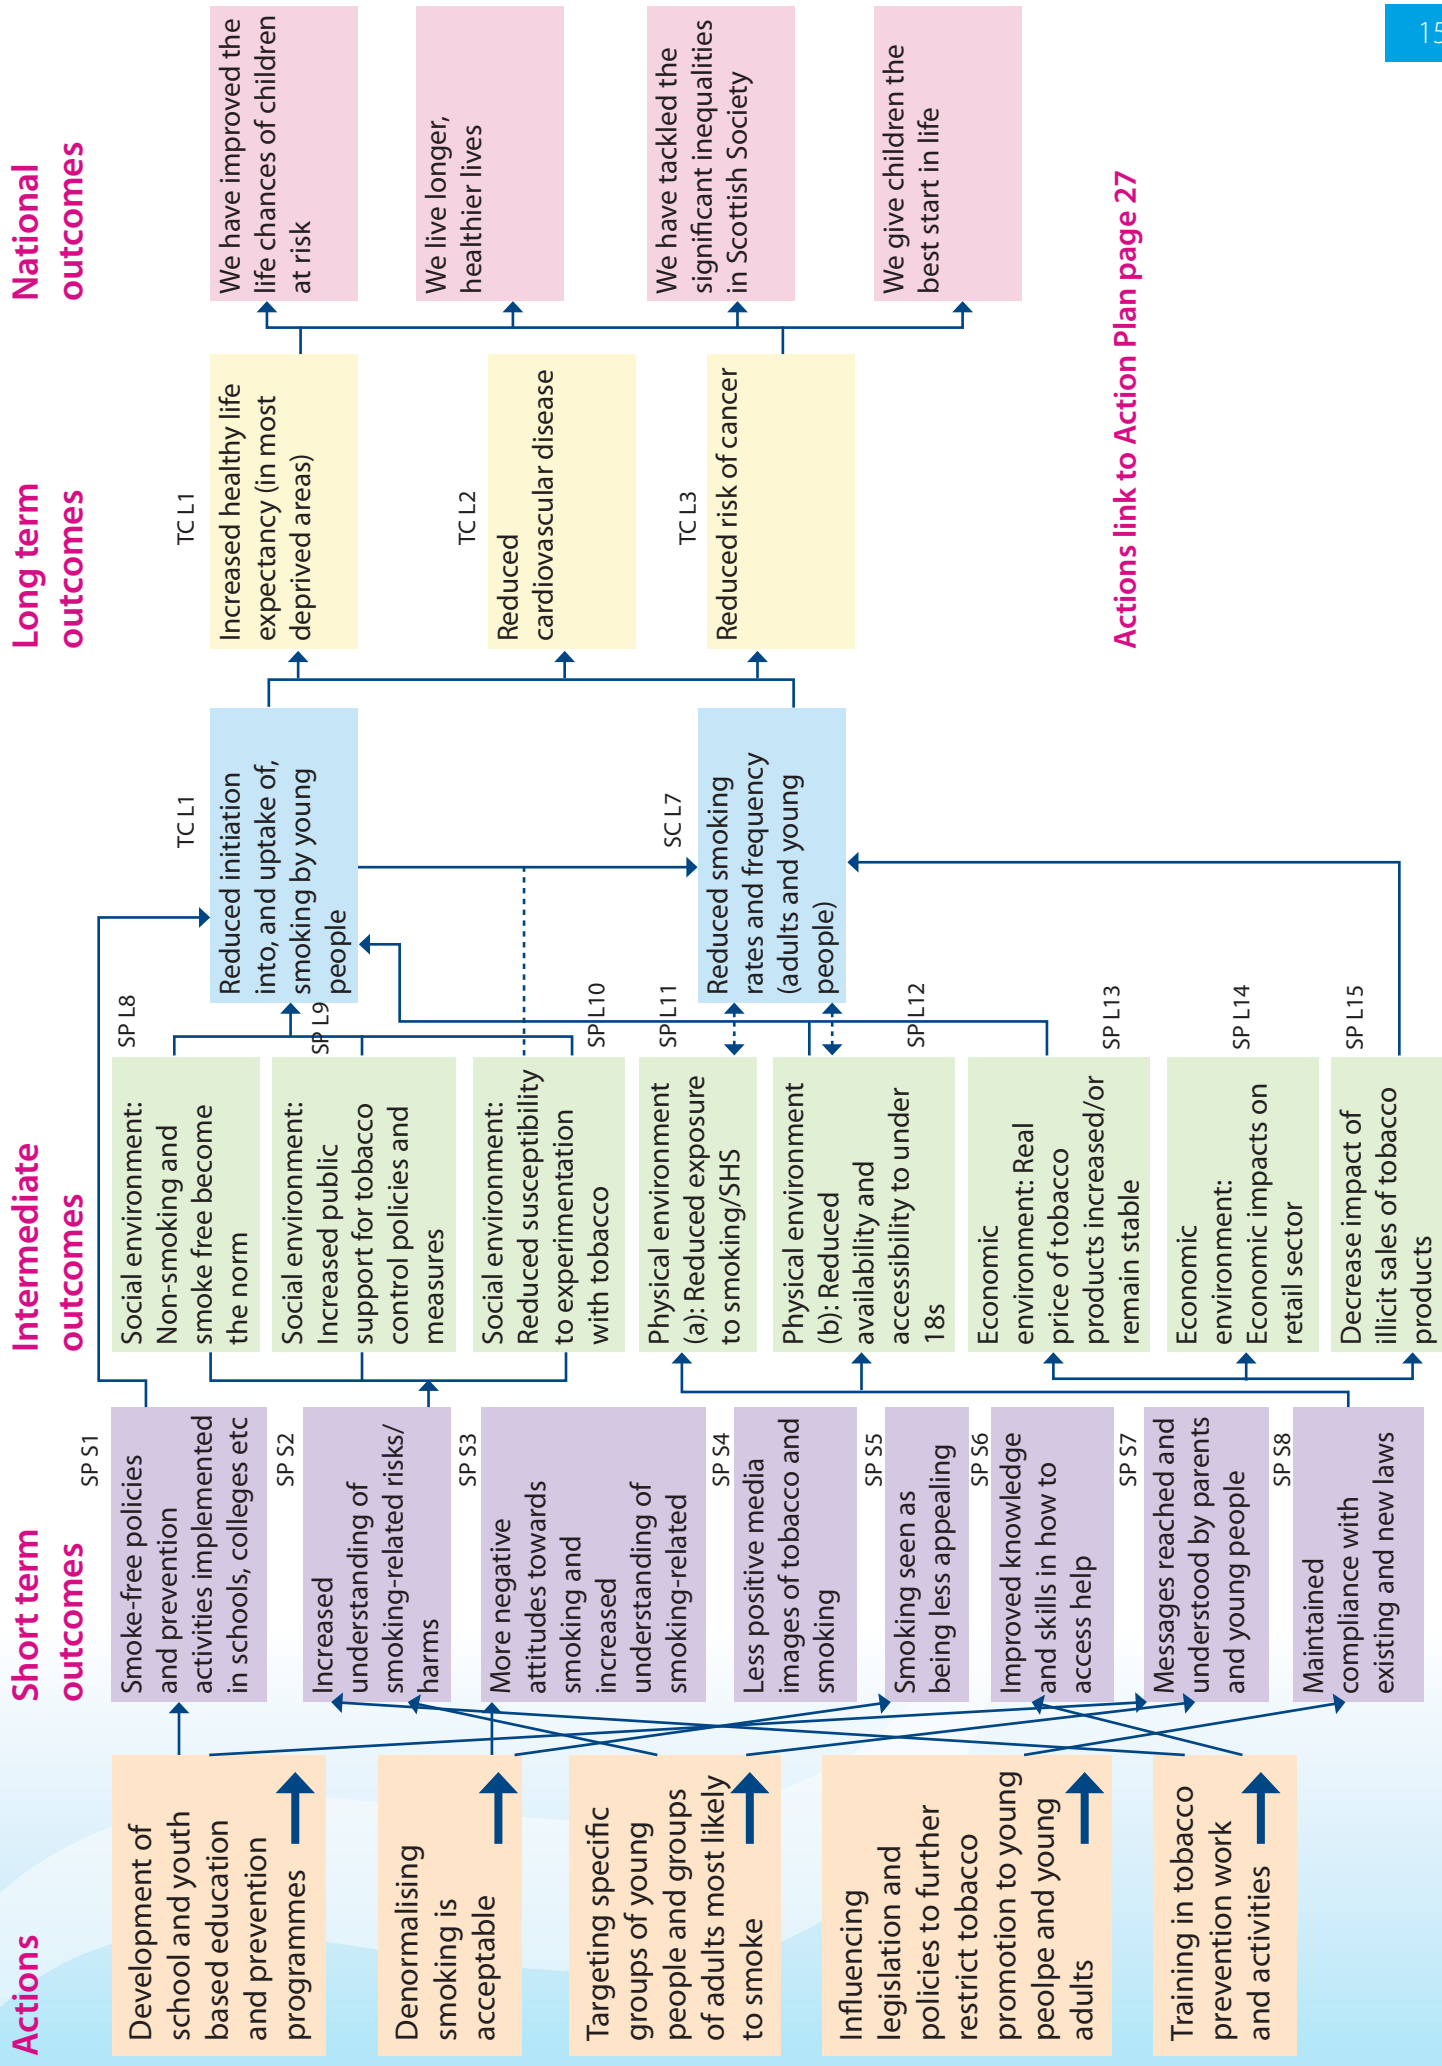 Actions
Development of
school and youth
based education
and prevention
programmes
Denormalising
smoking is
acceptable
Targeting specific
groups of young
people and groups
of adults most likely
to smoke
Influencing
legislation and
policies to further
restrict tobacco
promotion to young
peolpe and young
adults
Training in tobacco
prevention work
and activities
Short term
outcomes
SP S1
Smoke-free policies
and prevention
activities implemented
in schools, colleges etc
SP S2
Increased
understanding of
smoking-related risks/
harms
SP S3
More negative
attitudes towards
smoking and
increased
understanding of
smoking-related
SP S4
Less positive media
images of tobacco and
smoking
SP S5
Smoking seen as
being less appealing
SP S6
Improved knowledge
and skills in how to
access help
SP S7
Messages reached and
understood by parents
and young people
SP S8
Maintained
compliance with
existing and new laws
Intermediate
outcomes
SP L8
Social environment:
Non-smoking and
smoke free become
the norm
SP L9
Social environment:
Increased public
support for tobacco
control policies and
measures
SP L10
Social environment:
Reduced susceptibility
to experimentation
with tobacco
SP L11
Physical environment
(a): Reduced exposure
to smoking/SHS
SP L12
Physical environment
(b): Reduced
availability and
accessibility to under
18s
SP L13
Economic
environment: Real
price of tobacco
products increased/or
remain stable
SP L14
Economic
environment:
Economic impacts on
retail sector
SP L15
Decrease impact of
illicit sales of tobacco
products
TC L1
Reduced initiation
into, and uptake of,
smoking by young
people
SC L7
Reduced smoking
rates and frequency
(adults and young
people)
Long term
outcomes
TC L1
Increased healthy life
expectancy (in most
deprived areas)
TC L2
Reduced
cardiovascular disease
TC L3
Reduced risk of cancer
National
outcomes
We have improved the
life chances of children
at risk
We live longer,
healthier lives
We have tackled the
significant inequalities
in Scottish Society
We give children the
best start in life
Actions link to Action Plan page 27
15